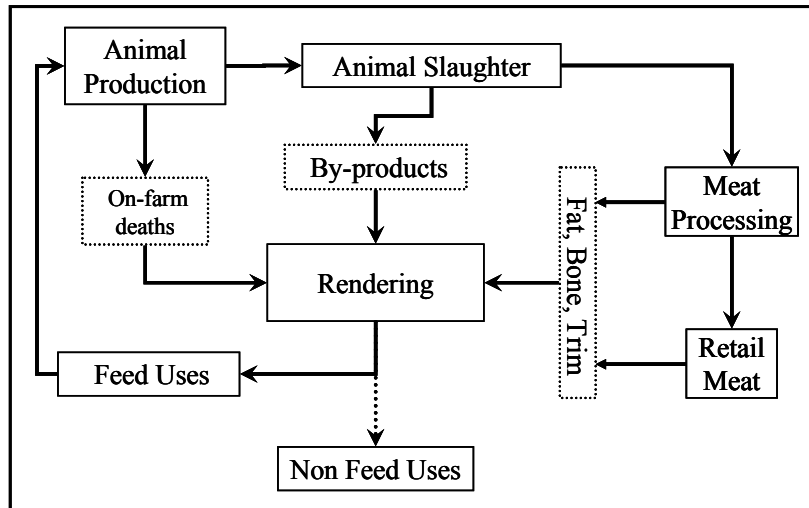 Animal
Production
Animal Slaughter
By-products
On-farm
deaths
Meat
Processing
Fat, Bone, Trim
Rendering
Retail
Meat
Feed Uses
Non Feed Uses